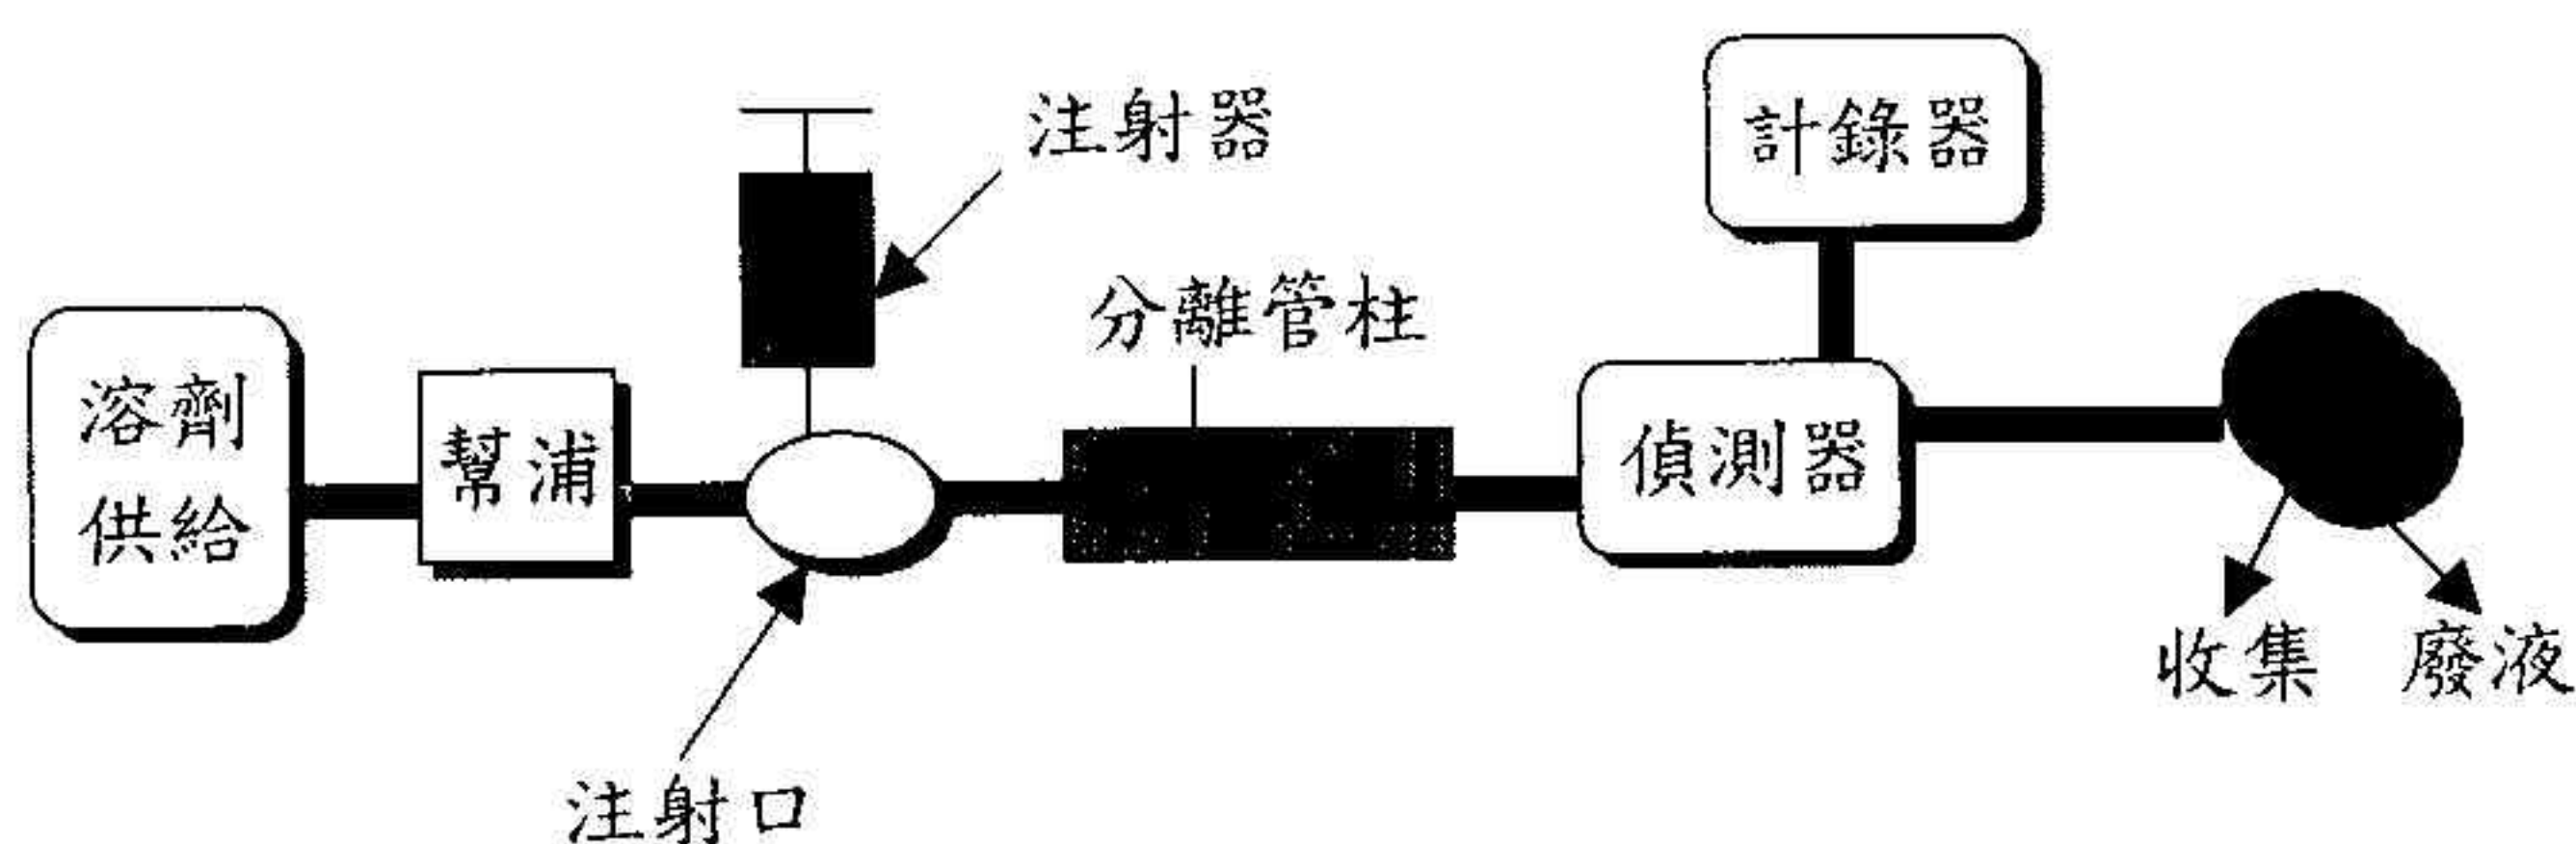 注射器
計錄器
分離管柱
溶劑
供給
幫浦
偵測器
收集
廢液
注射口